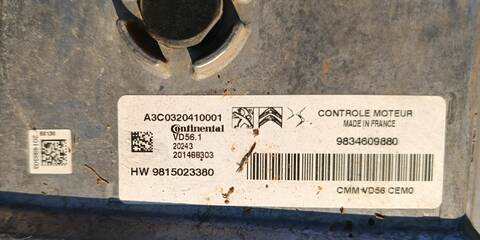 A3C0320410001
Continental
VD56.1
20243
201468303
HW 9815023380
CONTROLE MOTEUR
MADE IN FRANCE
9834609880
CMM VD56 CEM0